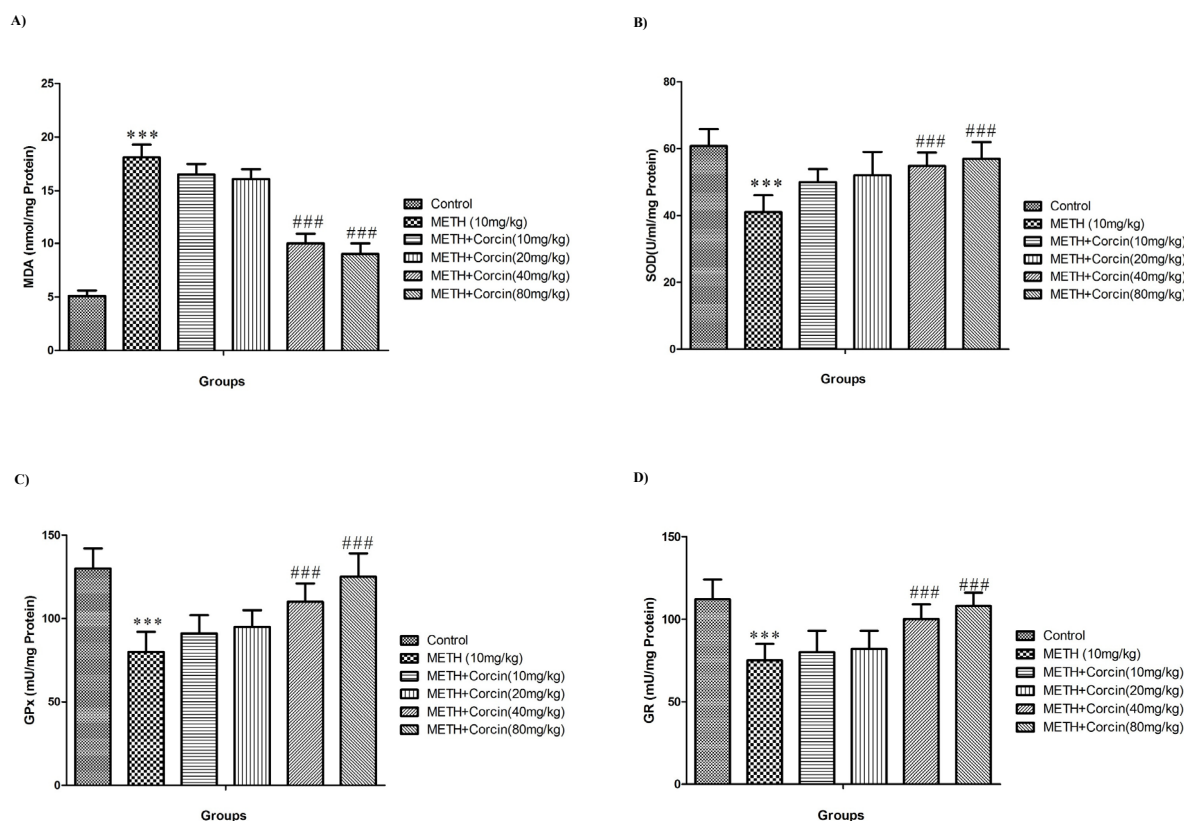 A)
25
20
15
10
5
0
MDA (nmol/mg Protein)
***
###
###
Groups
Control
METH (10mg/kg)
METH+Corcin(10mg/kg)
METH+Corcin(20mg/kg)
METH+Corcin(40mg/kg)
METH+Corcin(80mg/kg)
B)
80
60
40
20
0
SOD(U/ml/mg Protein)
***
###
###
Groups
Control
METH (10mg/kg)
METH+Corcin(10mg/kg)
METH+Corcin(20mg/kg)
METH+Corcin(40mg/kg)
METH+Corcin(80mg/kg)
C)
150
100
50
0
GPx (mU/mg Protein)
***
###
###
Groups
Control
METH (10mg/kg)
METH+Corcin(10mg/kg)
METH+Corcin(20mg/kg)
METH+Corcin(40mg/kg)
METH+Corcin(80mg/kg)
D)
150
100
50
0
GR (mU/mg Protein)
***
###
###
Groups
Control
METH (10mg/kg)
METH+Corcin(10mg/kg)
METH+Corcin(20mg/kg)
METH+Corcin(40mg/kg)
METH+Corcin(80mg/kg)